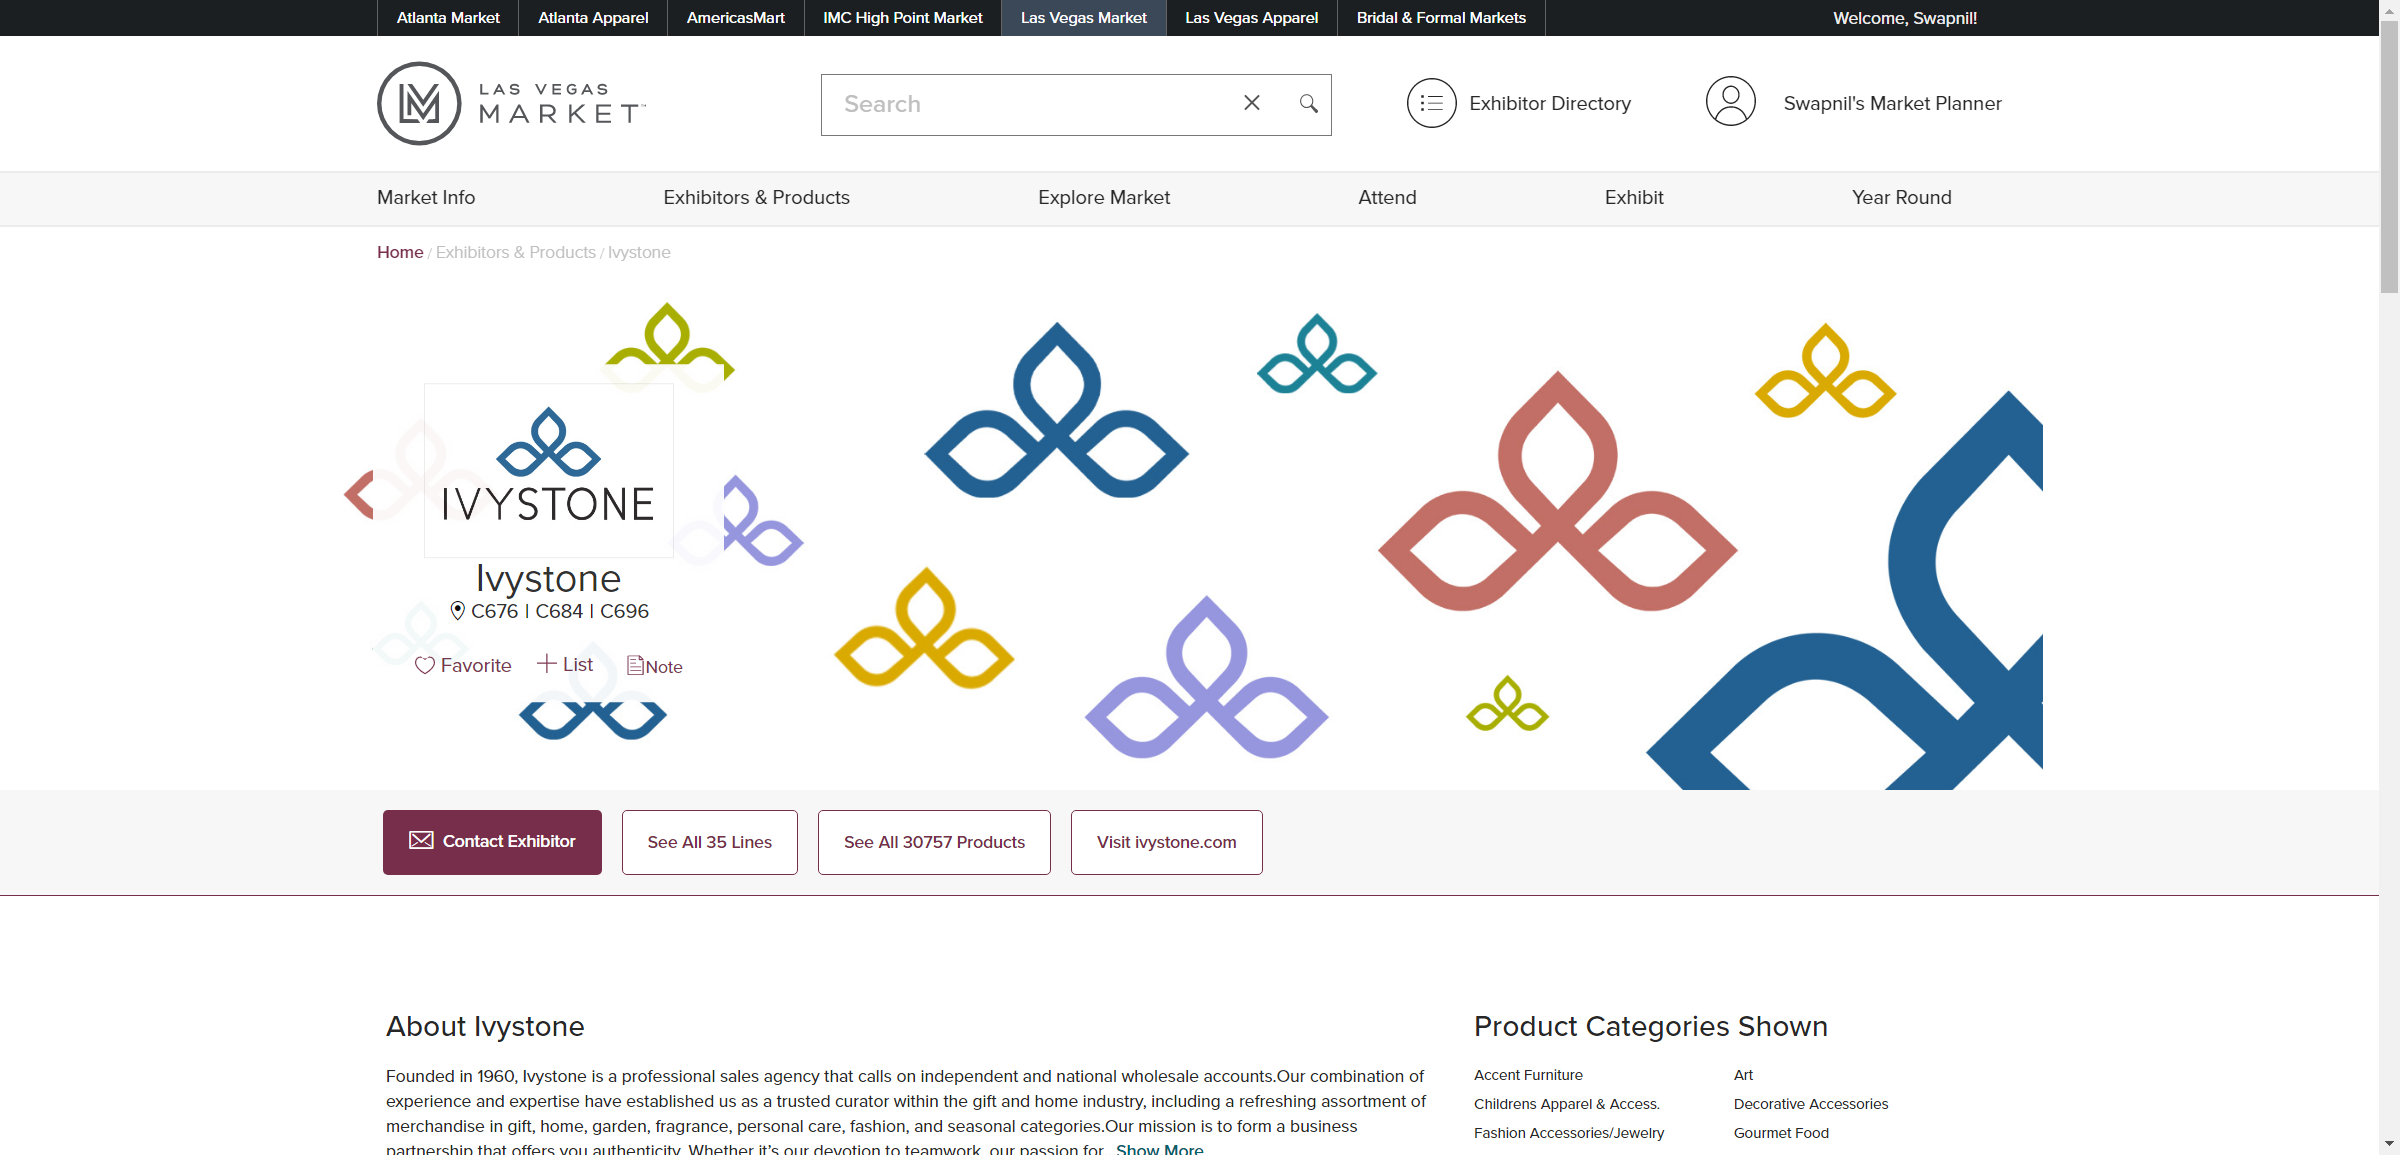 Atlanta Market Atlanta Apparel AmericasMart IMC High Point Market Las Vegas Market Las Vegas Apparel Bridal & Formal Markets Welcome, Swapnil!
LM LAS VEGAS
MARKET™
Search
Exhibitor Directory
Swapnil's Market Planner
Market Info Exhibitors & Products Explore Market Attend Exhibit Year Round
Home / Exhibitors & Products / Ivystone
IVYSTONE
Ivystone
C676 | C684 | C696
Favorite List Note
Contact Exhibitor See All 35 Lines See All 30757 Products Visit ivystone.com
About Ivystone
Founded in 1960, Ivystone is a professional sales agency that calls on independent and national wholesale accounts.Our combination of
experience and expertise have established us as a trusted curator within the gift and home industry, including a refreshing assortment of
merchandise in gift, home, garden, fragrance, personal care, fashion, and seasonal categories.Our mission is to form a business
partnership that offers you authenticity. Whether it's our devotion to teamwork, our passion for... Show More
Product Categories Shown
Accent Furniture Art
Childrens Apparel & Access. Decorative Accessories
Fashion Accessories/Jewelry Gourmet Food